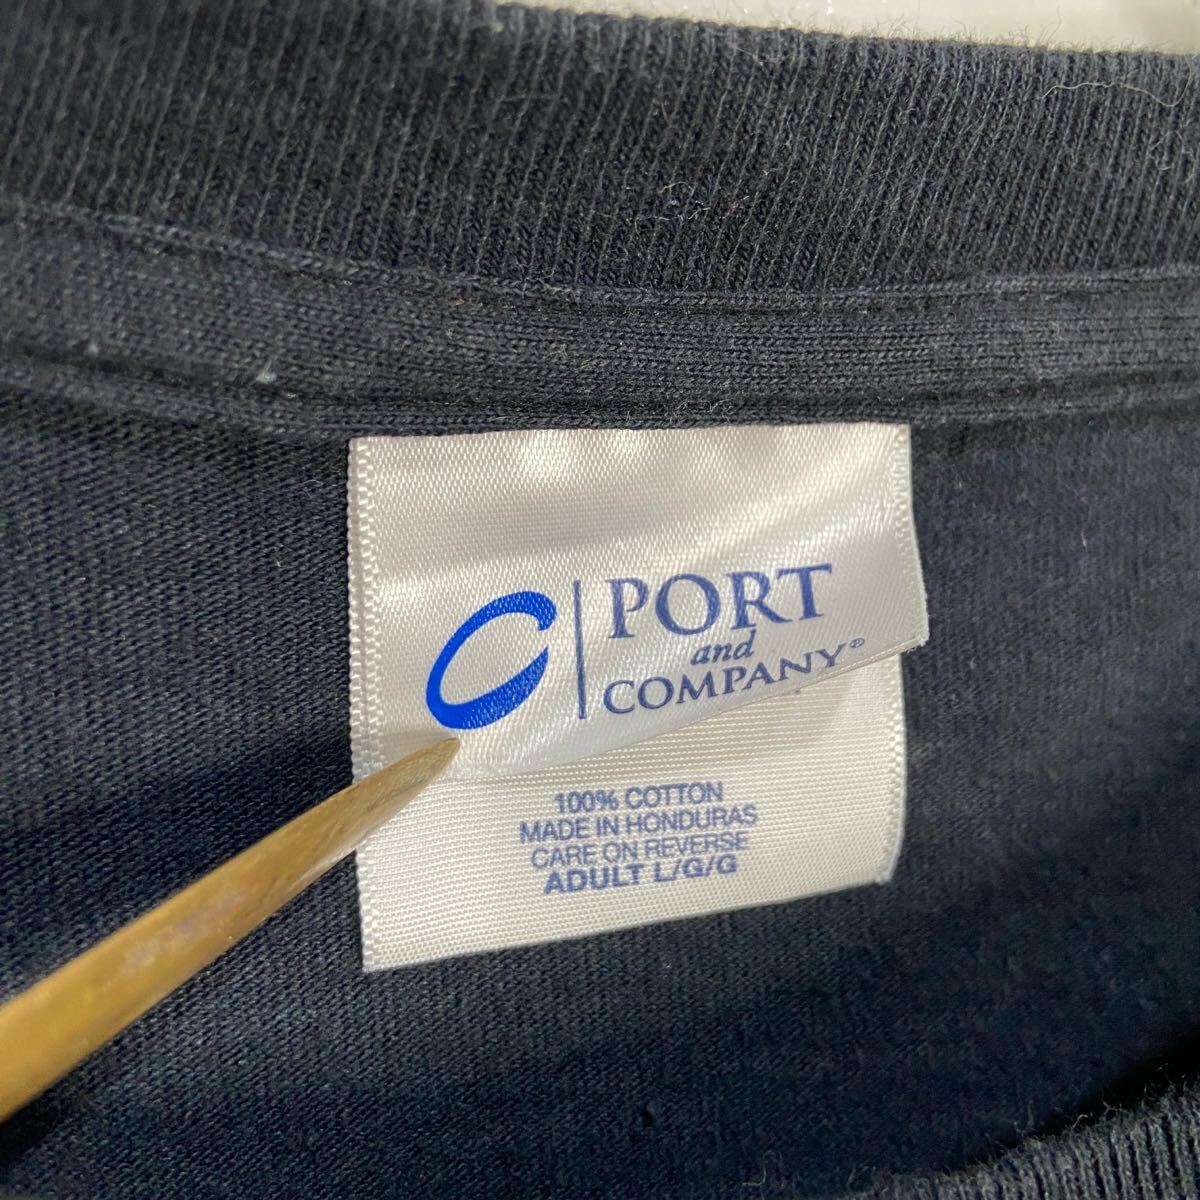 PORT
and
COMPANY®
100% COTTON
MADE IN HONDURAS
CARE ON REVERSE
ADULT L/G/G